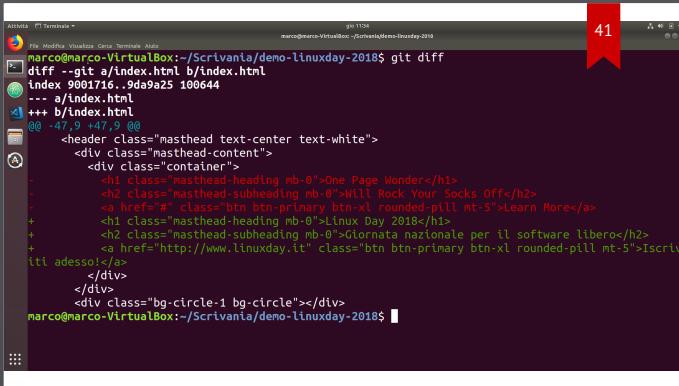 41
Attività Terminale gio 11:34
marco@marco-VirtualBox: ~/Scrivania/demo-linuxday-2018
File Modifica Visualizza Cerca Terminale Aiuto
marco@marco-VirtualBox:~/Scrivania/demo-linuxday-2018$ git diff
diff --git a/index.html b/index.html
index 9001716..9da9a25 100644
--- a/index.html
+++ b/index.html
@@ -47,9 +47,9 @@
<header class="masthead text-center text-white">
<div class="masthead-content">
<div class="container">
- <h1 class="masthead-heading mb-0">One Page Wonder</h1>
- <h2 class="masthead-subheading mb-0">Will Rock Your Socks Off</h2>
- <a href="#" class="btn btn-primary btn-xl rounded-pill mt-5">Learn More</a>
+ <h1 class="masthead-heading mb-0">Linux Day 2018</h1>
+ <h2 class="masthead-subheading mb-0">Giornata nazionale per il software libero</h2>
+ <a href="http://www.linuxday.it" class="btn btn-primary btn-xl rounded-pill mt-5">Iscriv
iti adesso!</a>
</div>
</div>
<div class="bg-circle-1 bg-circle"></div>
marco@marco-VirtualBox:~/Scrivania/demo-linuxday-2018$